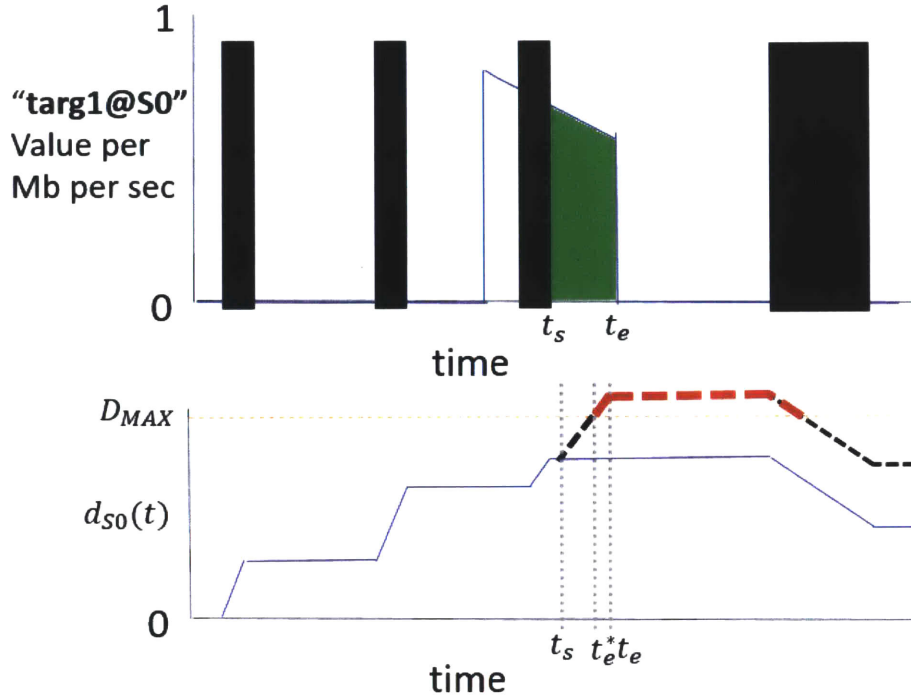 1
“targ1@S0”
Value per
Mb per sec
0
t_s t_e
time
D_MAX
d_S0(t)
0
t_s t_e^* t_e
time